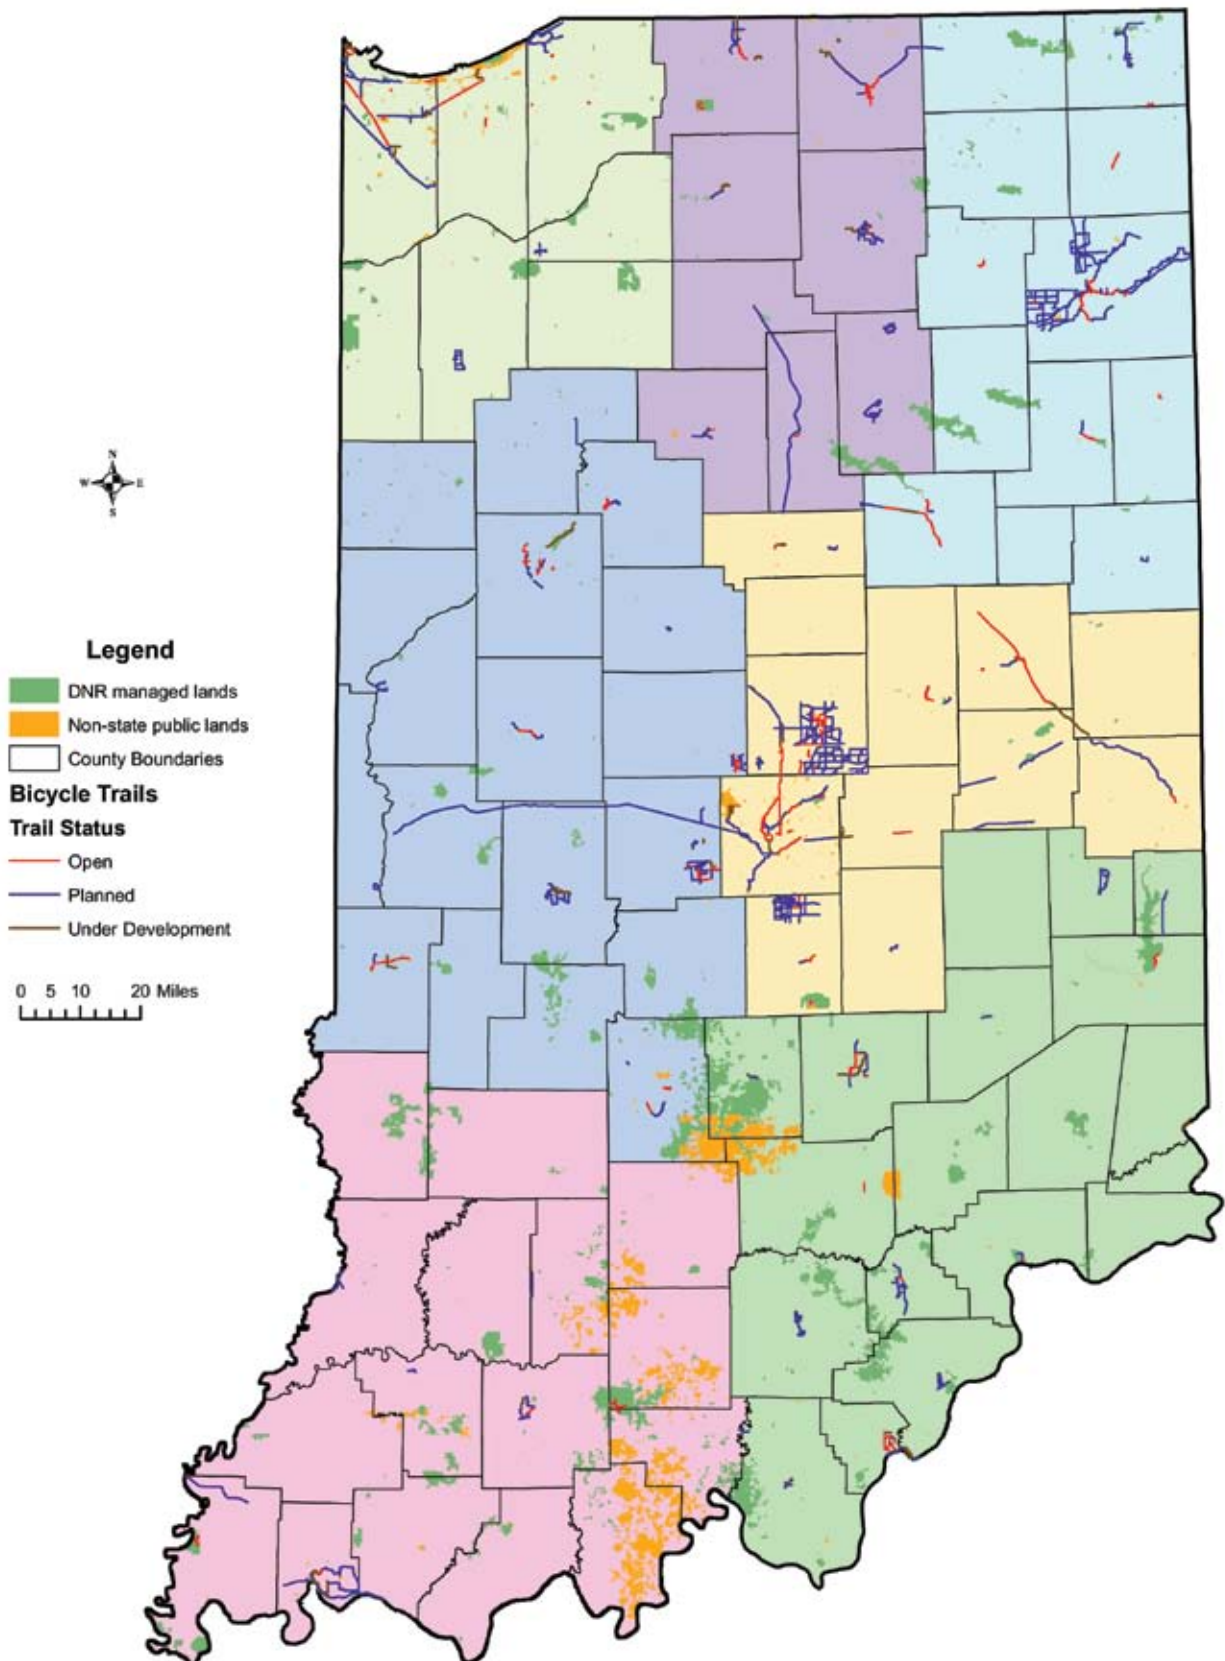 N
W E
S
Legend
DNR managed lands
Non-state public lands
County Boundaries
Bicycle Trails
Trail Status
Open
Planned
Under Development
0 5 10 20 Miles